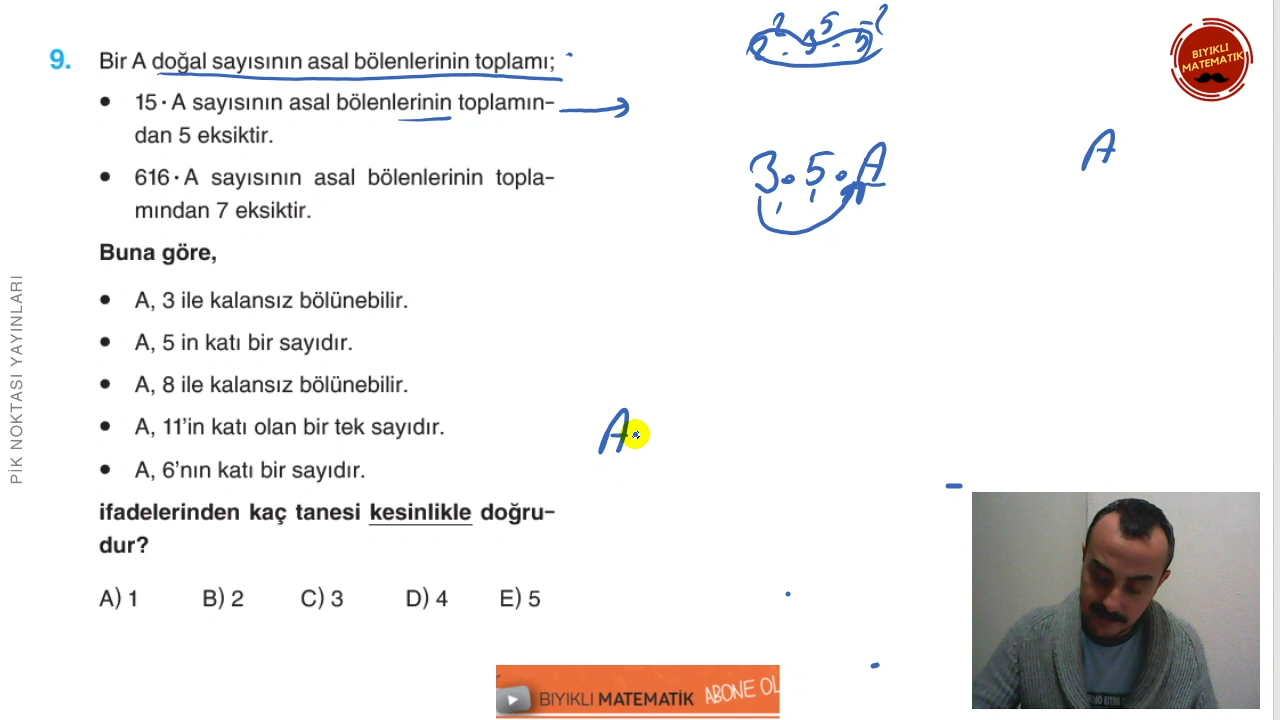 9. Bir A doğal sayısının asal bölenlerinin toplamı;
• 15·A sayısının asal bölenlerinin toplamın-
dan 5 eksiktir.
• 616·A sayısının asal bölenlerinin topla-
mından 7 eksiktir.
Buna göre,
• A, 3 ile kalansız bölünebilir.
• A, 5 in katı bir sayıdır.
• A, 8 ile kalansız bölünebilir.
• A, 11'in katı olan bir tek sayıdır.
• A, 6'nın katı bir sayıdır.
ifadelerinden kaç tanesi kesinlikle doğru-
dur?
A) 1 B) 2 C) 3 D) 4 E) 5
PİK NOKTASI YAYINLARI
3 · 5 · A
A
A
BIYIKLI
MATEMATİK
BIYIKLI MATEMATİK ABONE OL